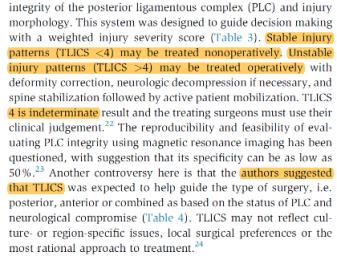 integrity of the posterior ligamentous complex (PLC) and injury
morphology. This system was designed to guide decision making
with a weighted injury severity score (Table 3). Stable injury
patterns (TLICS <4) may be treated nonoperatively. Unstable
injury patterns (TLICS >4) may be treated operatively with
deformity correction, neurologic decompression if necessary, and
spine stabilization followed by active patient mobilization. TLICS
4 is indeterminate result and the treating surgeons must use their
clinical judgement.22 The reproducibility and feasibility of eval-
uating PLC integrity using magnetic resonance imaging has been
questioned, with suggestion that its specificity can be as low as
50%.23 Another controversy here is that the authors suggested
that TLICS was expected to help guide the type of surgery, i.e.
posterior, anterior or combined as based on the status of PLC and
neurological compromise (Table 4). TLICS may not reflect cul-
ture- or region-specific issues, local surgical preferences or the
most rational approach to treatment.24